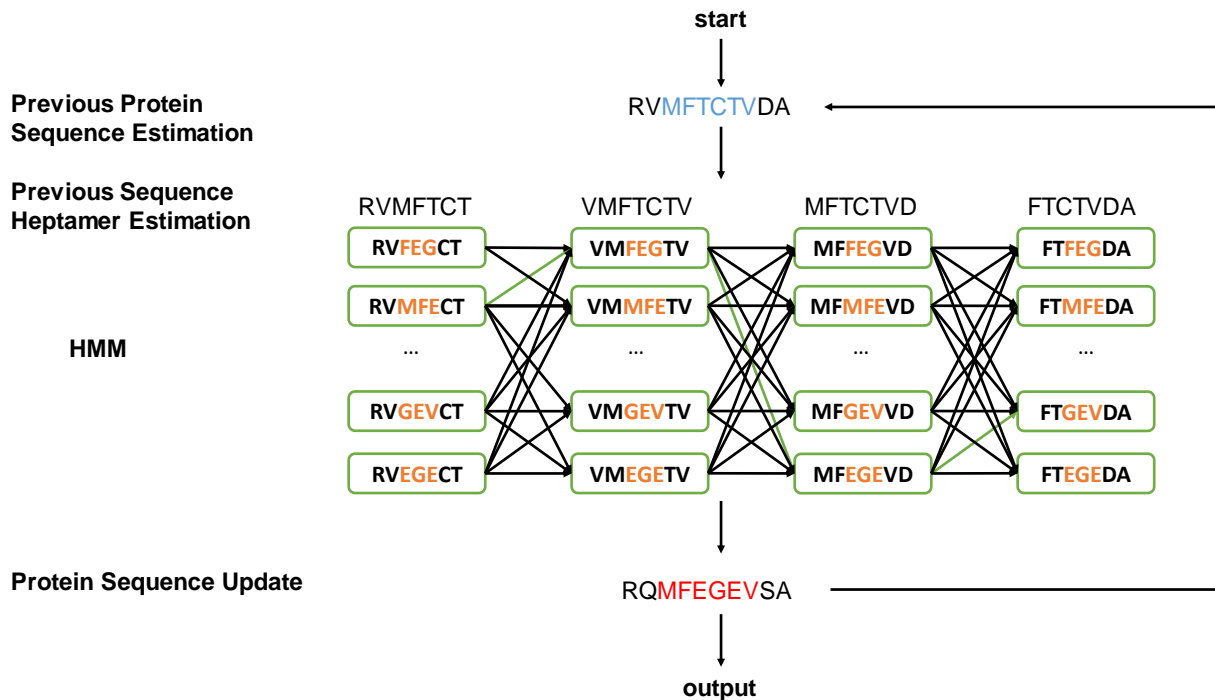 start
Previous Protein
Sequence Estimation
RVMFTCTVDA
Previous Sequence
Heptamer Estimation
RVMFTCT VMFTCTV MFTCTVD FTCTVDA
RVFEGCT VMFEGTV MFFEGVD FTFEGDA
RVMFECT VMMFETV MFMFEVD FTMFEDA
HMM
... ... ... ...
RVGEVCT VMGEVTV MFGEVVD FTGEVDA
RVEGECT VMEGETV MFEGEVD FTEGEDA
Protein Sequence Update
RQMFEGEVSA
output